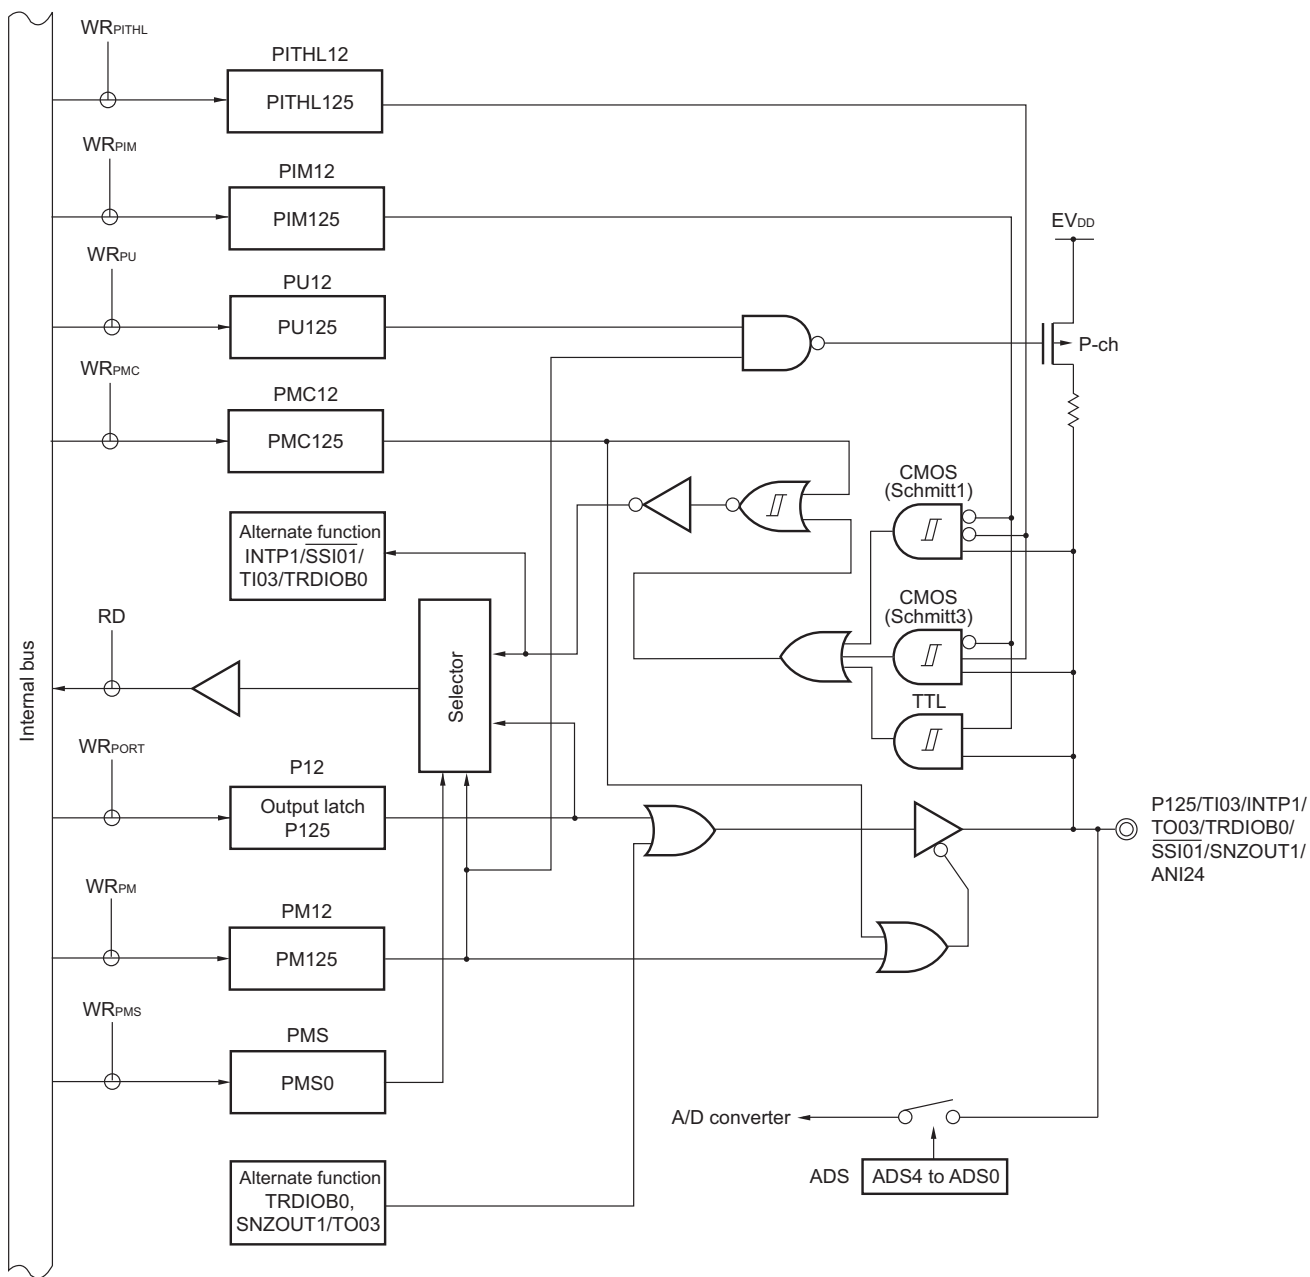 WRPITHL
PITHL12
PITHL125
WRPIM
PIM12
PIM125
EVDD
WRPU
PU12
PU125
P-ch
WRPMC
PMC12
PMC125
CMOS
(Schmitt1)
Alternate function
INTP1/SSI01/
TI03/TRDIOB0
CMOS
(Schmitt3)
RD
Internal bus
Selector
TTL
WRPORT
P12
Output latch
P125
P125/TI03/INTP1/
TO03/TRDIOB0/
SSI01/SNZOUT1/
ANI24
WRPM
PM12
PM125
WRPMS
PMS
PMS0
A/D converter
ADS
ADS4 to ADS0
Alternate function
TRDIOB0,
SNZOUT1/TO03